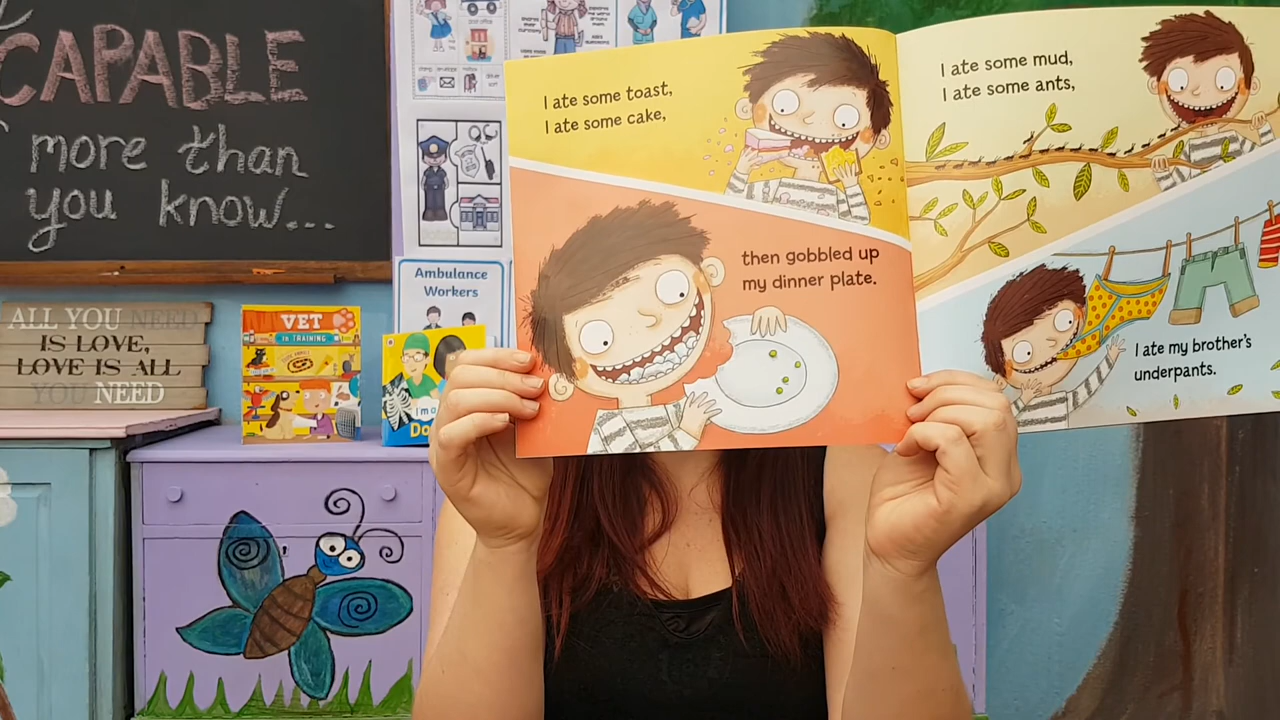 CAPABLE
more than
you know...
ALL YOU NEED
IS LOVE,
LOVE IS ALL
YOU NEED
VET
IN TRAINING
Ambulance
Workers
I ate some toast,
I ate some cake,
then gobbled up
my dinner plate.
I ate some mud,
I ate some ants,
I ate my brother's
underpants.